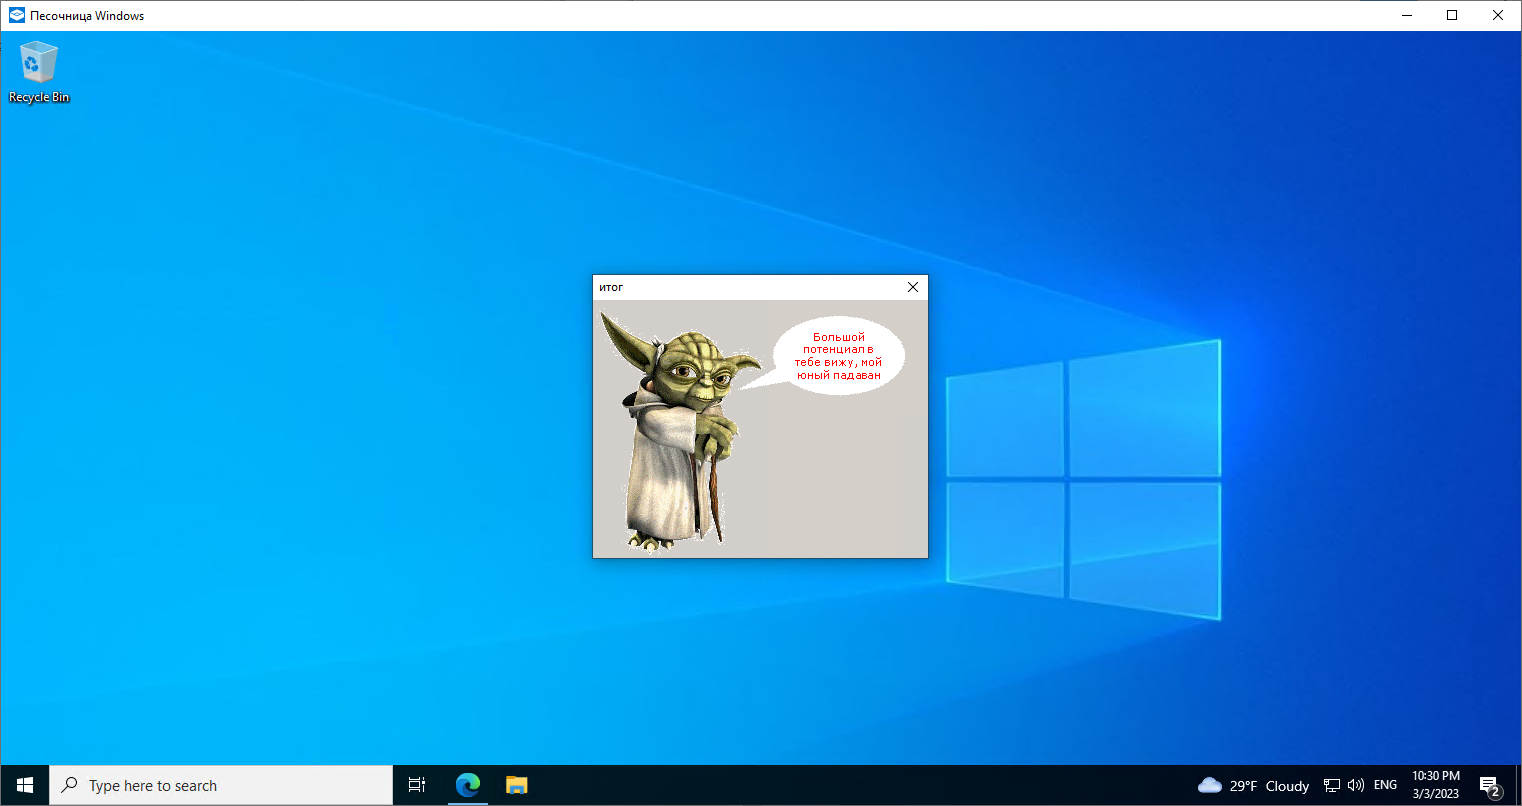 Песочница Windows
Recycle Bin
итог
Большой
потенциал в
тебе вижу, мой
юный падаван
Type here to search
29°F Cloudy
ENG
10:30 PM
3/3/2023
2